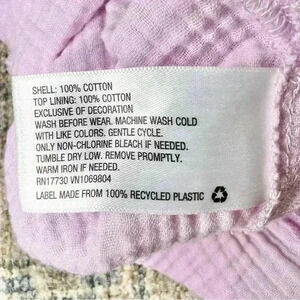 SHELL: 100% COTTON
TOP LINING: 100% COTTON
EXCLUSIVE OF DECORATION
WASH BEFORE WEAR. MACHINE WASH COLD
WITH LIKE COLORS. GENTLE CYCLE.
ONLY NON-CHLORINE BLEACH IF NEEDED.
TUMBLE DRY LOW. REMOVE PROMPTLY.
WARM IRON IF NEEDED.
RN17730 VN1069804
LABEL MADE FROM 100% RECYCLED PLASTIC